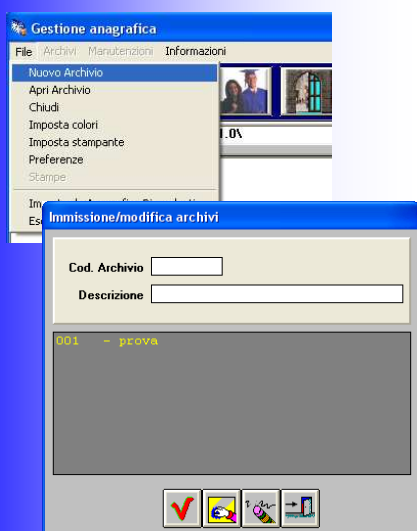 Gestione anagrafica
File Archivi Manutenzioni Informazioni
Nuovo Archivio
Apri Archivio
Chiudi
Imposta colori
Imposta stampante
Preferenze
Stampe
1.0\
Immissione/modifica archivi
Cod. Archivio
Descrizione
001 - prova